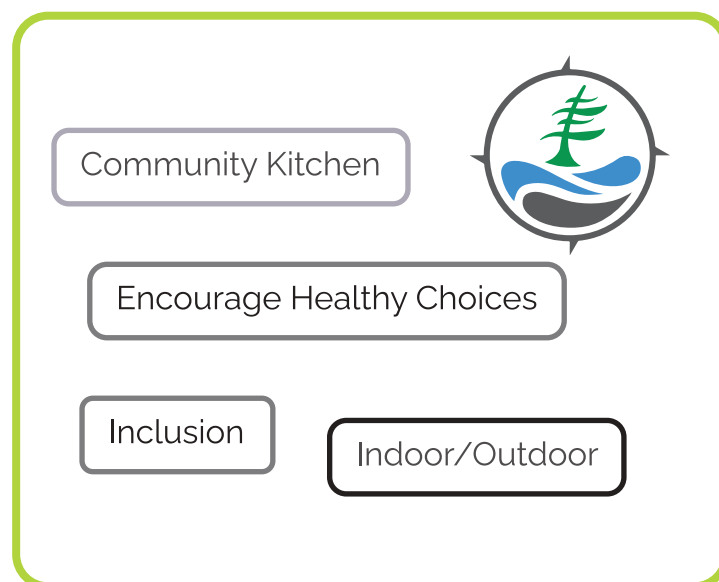 Community Kitchen
Encourage Healthy Choices
Inclusion
Indoor/Outdoor